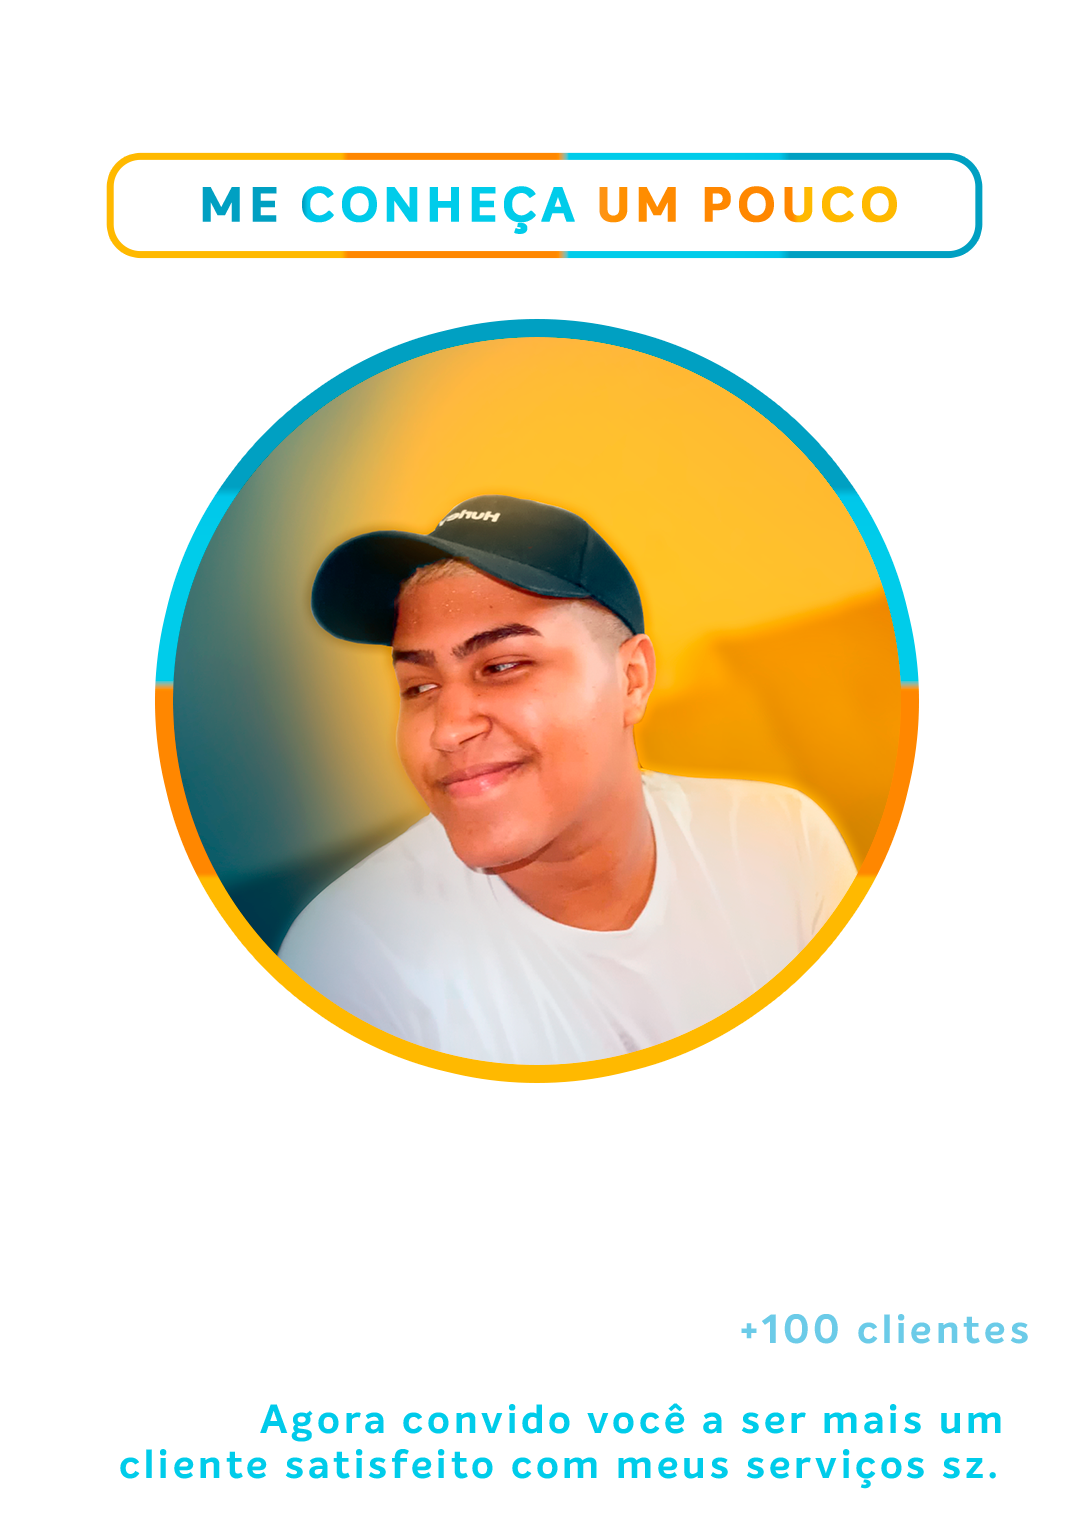 ME CONHEÇA UM POUCO
+100 clientes
Agora convido você a ser mais um
cliente satisfeito com meus serviços sz.